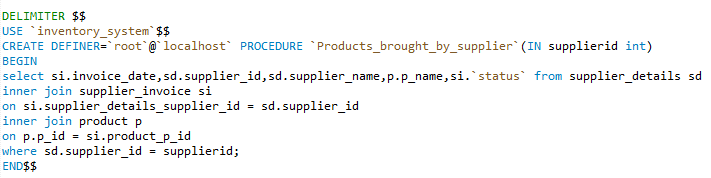 DELIMITER $$
USE `inventory_system`$$
CREATE DEFINER=`root`@`localhost` PROCEDURE `Products_brought_by_supplier`(IN supplierid int)
BEGIN
select si.invoice_date,sd.supplier_id,sd.supplier_name,p.p_name,si.`status` from supplier_details sd
inner join supplier_invoice si
on si.supplier_details_supplier_id = sd.supplier_id
inner join product p
on p.p_id = si.product_p_id
where sd.supplier_id = supplierid;
END$$